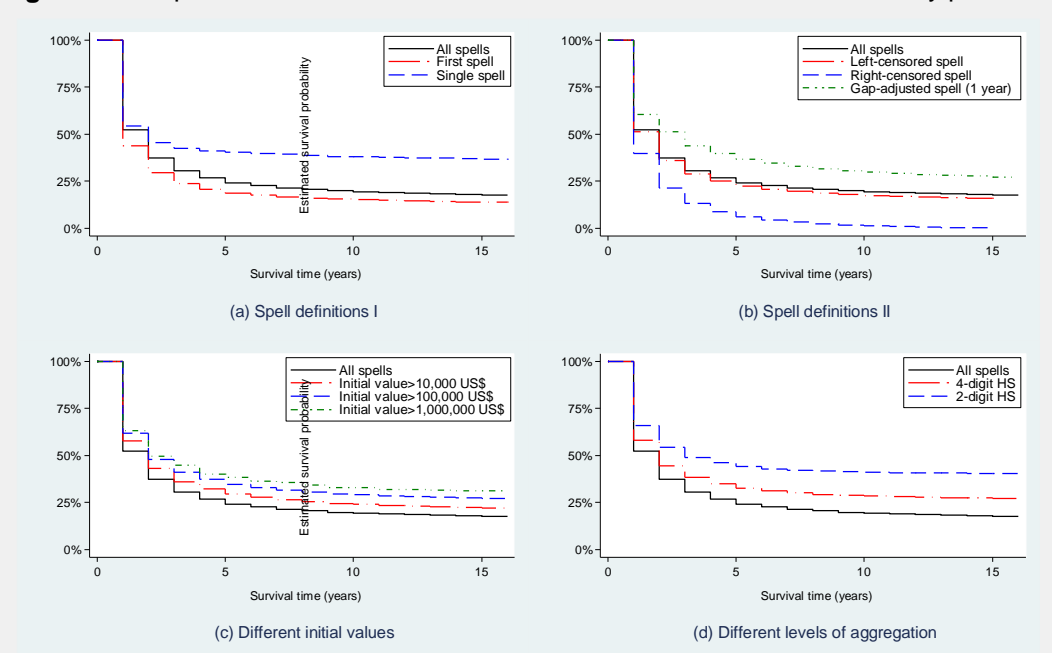 100%
75%
50%
25%
0%
0
5
10
15
Survival time (years)
Estimated survival probability
All spells
First spell
Single spell
(a) Spell definitions I
100%
75%
50%
25%
0%
0
5
10
15
Survival time (years)
All spells
Left-censored spell
Right-censored spell
Gap-adjusted spell (1 year)
(b) Spell definitions II
100%
75%
50%
25%
0%
0
5
10
15
Survival time (years)
Estimated survival probability
All spells
Initial value>10,000 US$
Initial value>100,000 US$
Initial value>1,000,000 US$
(c) Different initial values
100%
75%
50%
25%
0%
0
5
10
15
Survival time (years)
All spells
4-digit HS
2-digit HS
(d) Different levels of aggregation